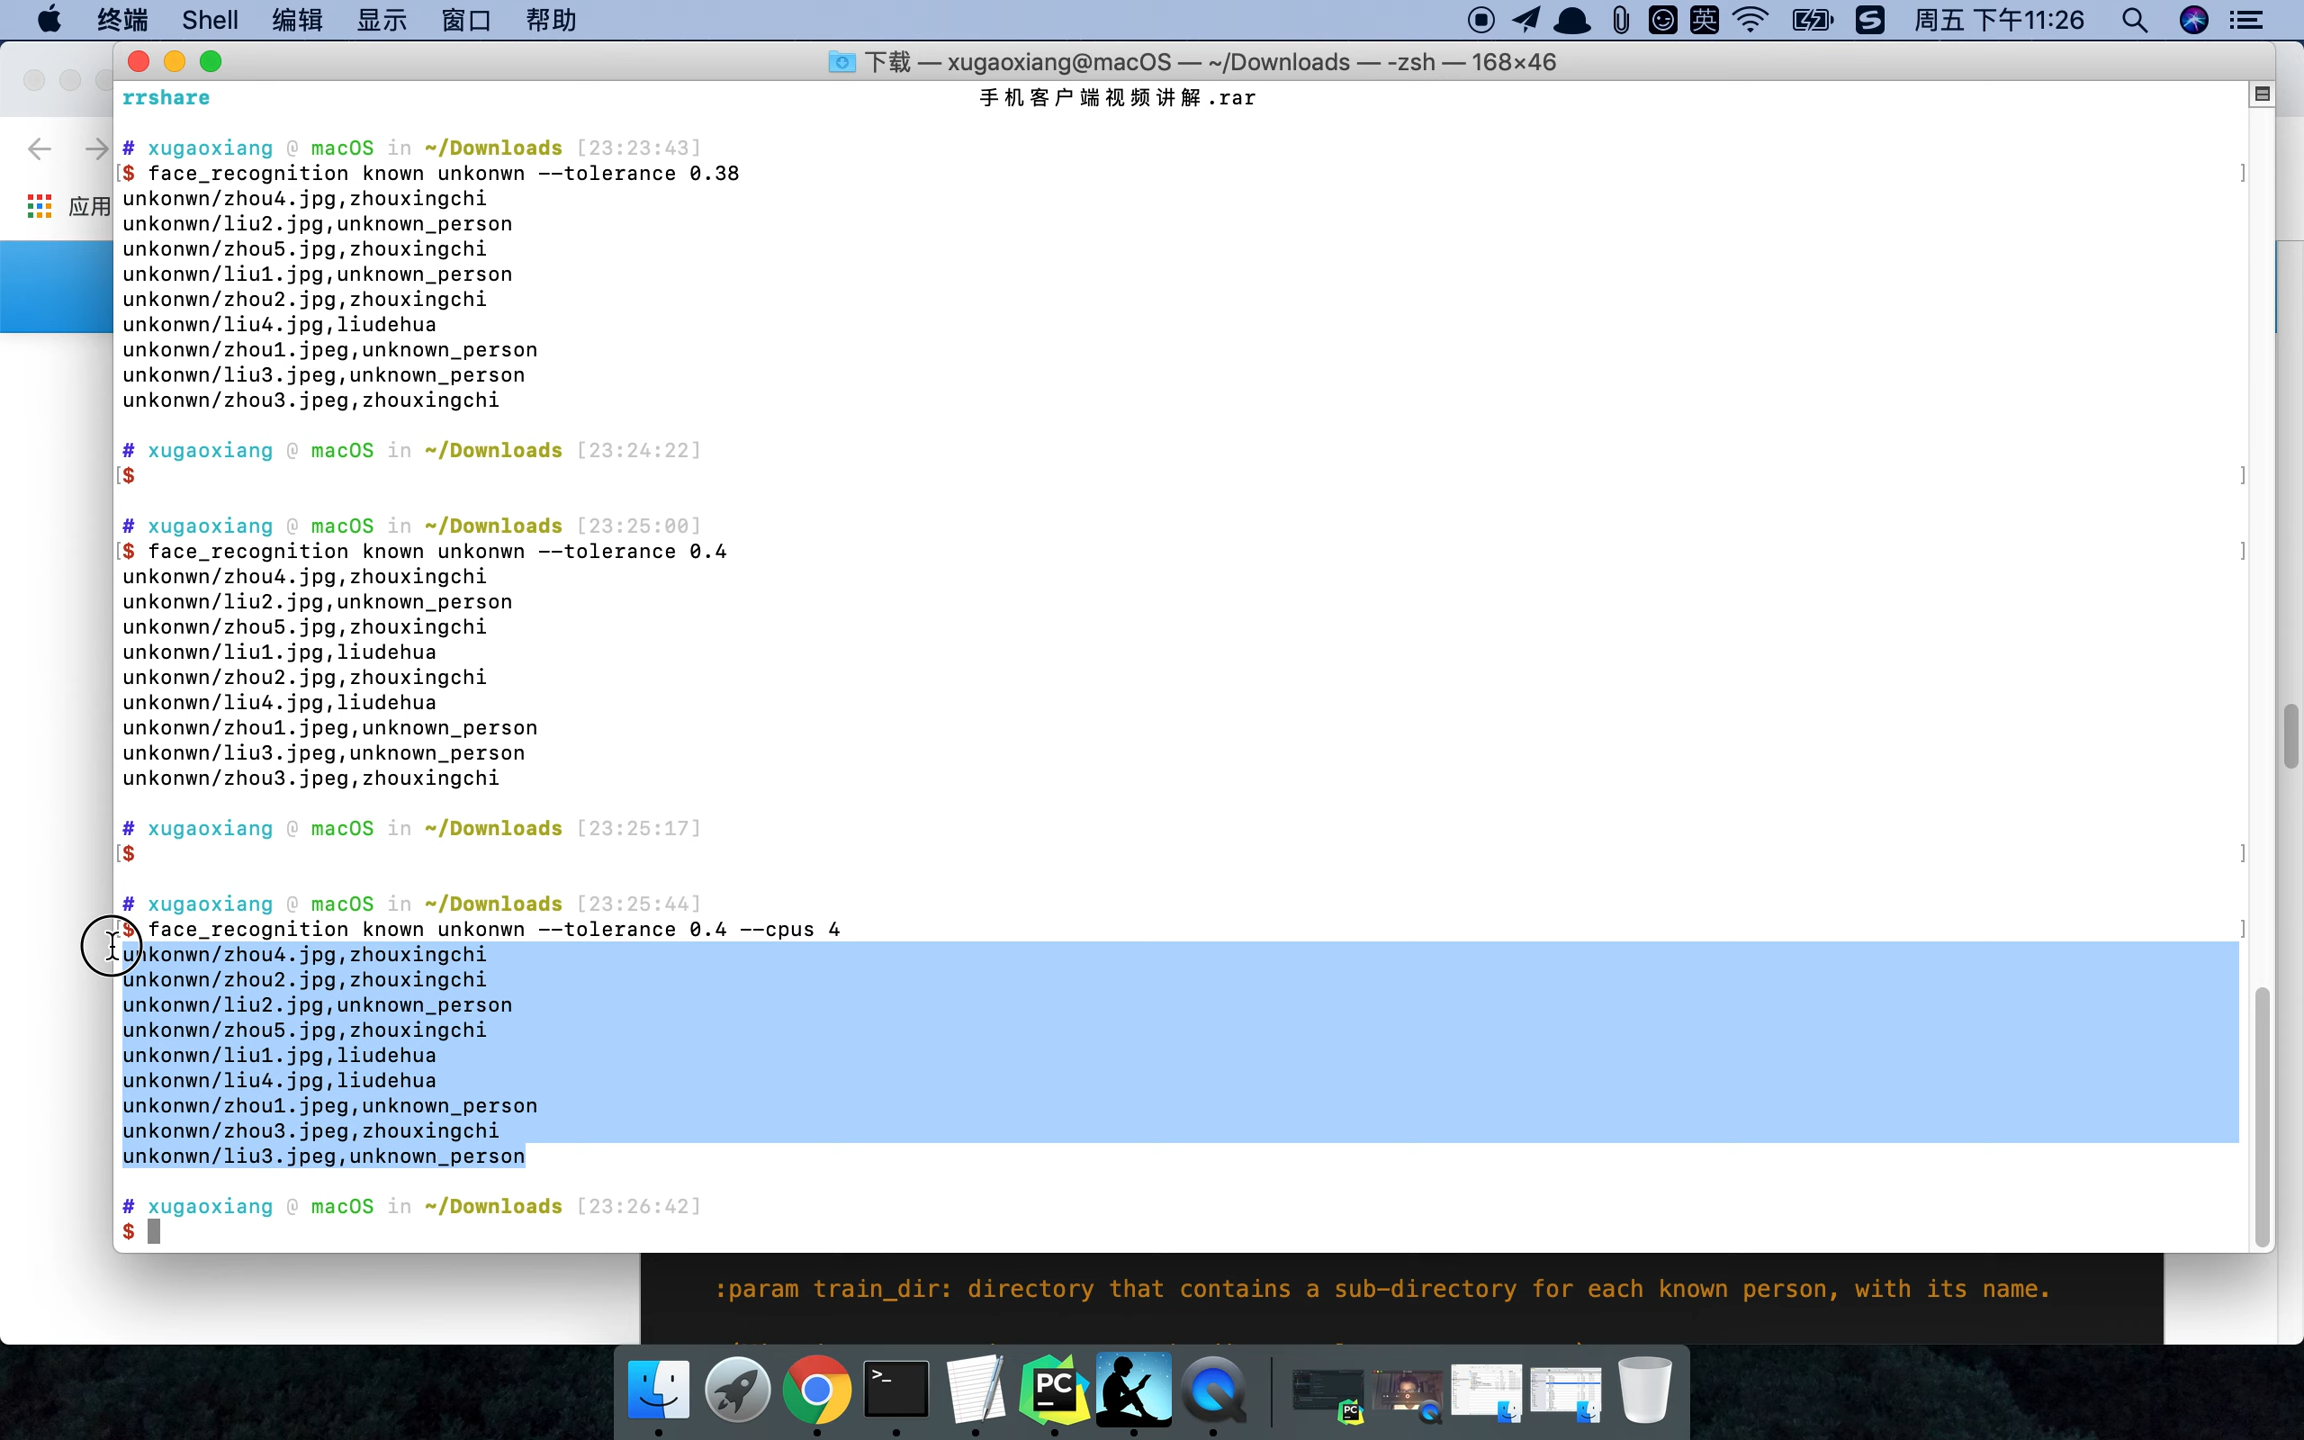 终端 Shell 编辑 显示 窗口 帮助 英 周五 下午11:26
下载 — xugaoxiang@macOS — ~/Downloads — -zsh — 168×46
rrshare 手机客户端视频讲解.rar
# xugaoxiang @ macOS in ~/Downloads [23:23:43]
[$ face_recognition known unkonwn --tolerance 0.38 ]
unkonwn/zhou4.jpg,zhouxingchi
应用
unkonwn/liu2.jpg,unknown_person
unkonwn/zhou5.jpg,zhouxingchi
unkonwn/liu1.jpg,unknown_person
unkonwn/zhou2.jpg,zhouxingchi
unkonwn/liu4.jpg,liudehua
unkonwn/zhou1.jpeg,unknown_person
unkonwn/liu3.jpeg,unknown_person
unkonwn/zhou3.jpeg,zhouxingchi
# xugaoxiang @ macOS in ~/Downloads [23:24:22]
[$ ]
# xugaoxiang @ macOS in ~/Downloads [23:25:00]
[$ face_recognition known unkonwn --tolerance 0.4 ]
unkonwn/zhou4.jpg,zhouxingchi
unkonwn/liu2.jpg,unknown_person
unkonwn/zhou5.jpg,zhouxingchi
unkonwn/liu1.jpg,liudehua
unkonwn/zhou2.jpg,zhouxingchi
unkonwn/liu4.jpg,liudehua
unkonwn/zhou1.jpeg,unknown_person
unkonwn/liu3.jpeg,unknown_person
unkonwn/zhou3.jpeg,zhouxingchi
# xugaoxiang @ macOS in ~/Downloads [23:25:17]
[$ ]
# xugaoxiang @ macOS in ~/Downloads [23:25:44]
[$ face_recognition known unkonwn --tolerance 0.4 --cpus 4 ]
unkonwn/zhou4.jpg,zhouxingchi
unkonwn/zhou2.jpg,zhouxingchi
unkonwn/liu2.jpg,unknown_person
unkonwn/zhou5.jpg,zhouxingchi
unkonwn/liu1.jpg,liudehua
unkonwn/liu4.jpg,liudehua
unkonwn/zhou1.jpeg,unknown_person
unkonwn/zhou3.jpeg,zhouxingchi
unkonwn/liu3.jpeg,unknown_person
# xugaoxiang @ macOS in ~/Downloads [23:26:42]
$
:param train_dir: directory that contains a sub-directory for each known person, with its name.
>_ PC
PC